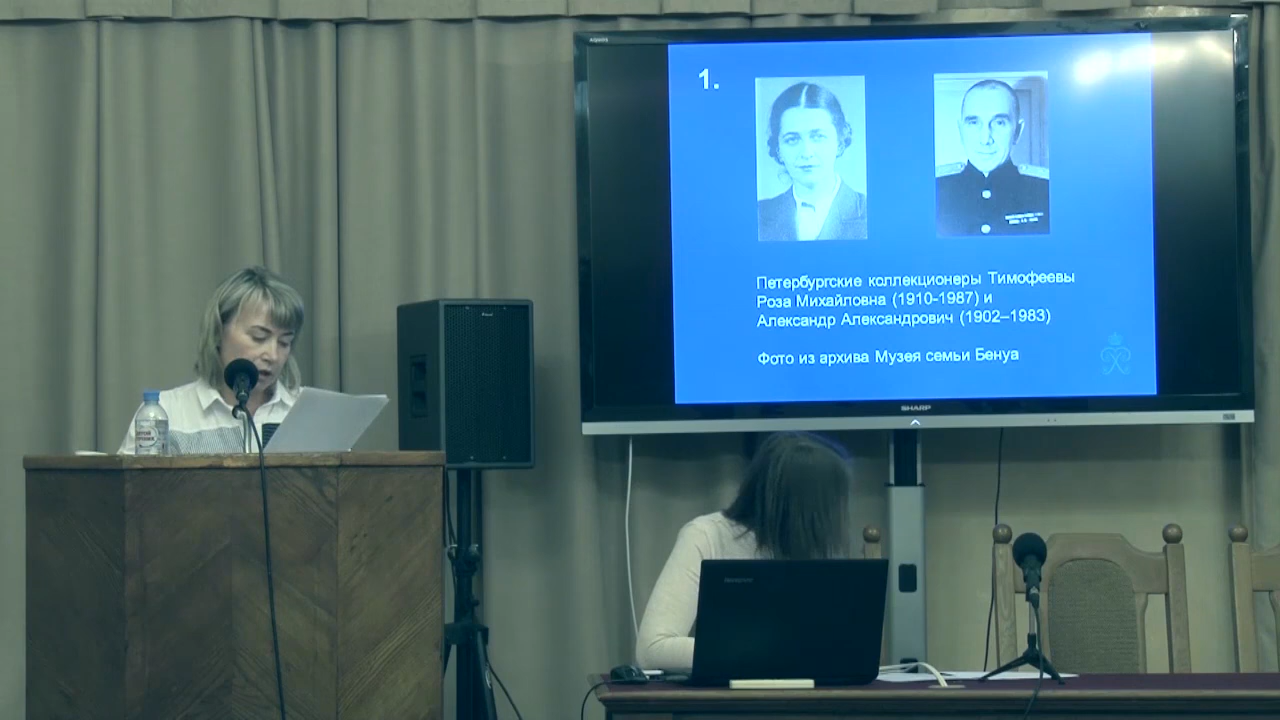 1.
Петербургские коллекционеры Тимофеевы
Роза Михайловна (1910-1987) и
Александр Александрович (1902–1983)
Фото из архива Музея семьи Бенуа
SHARP